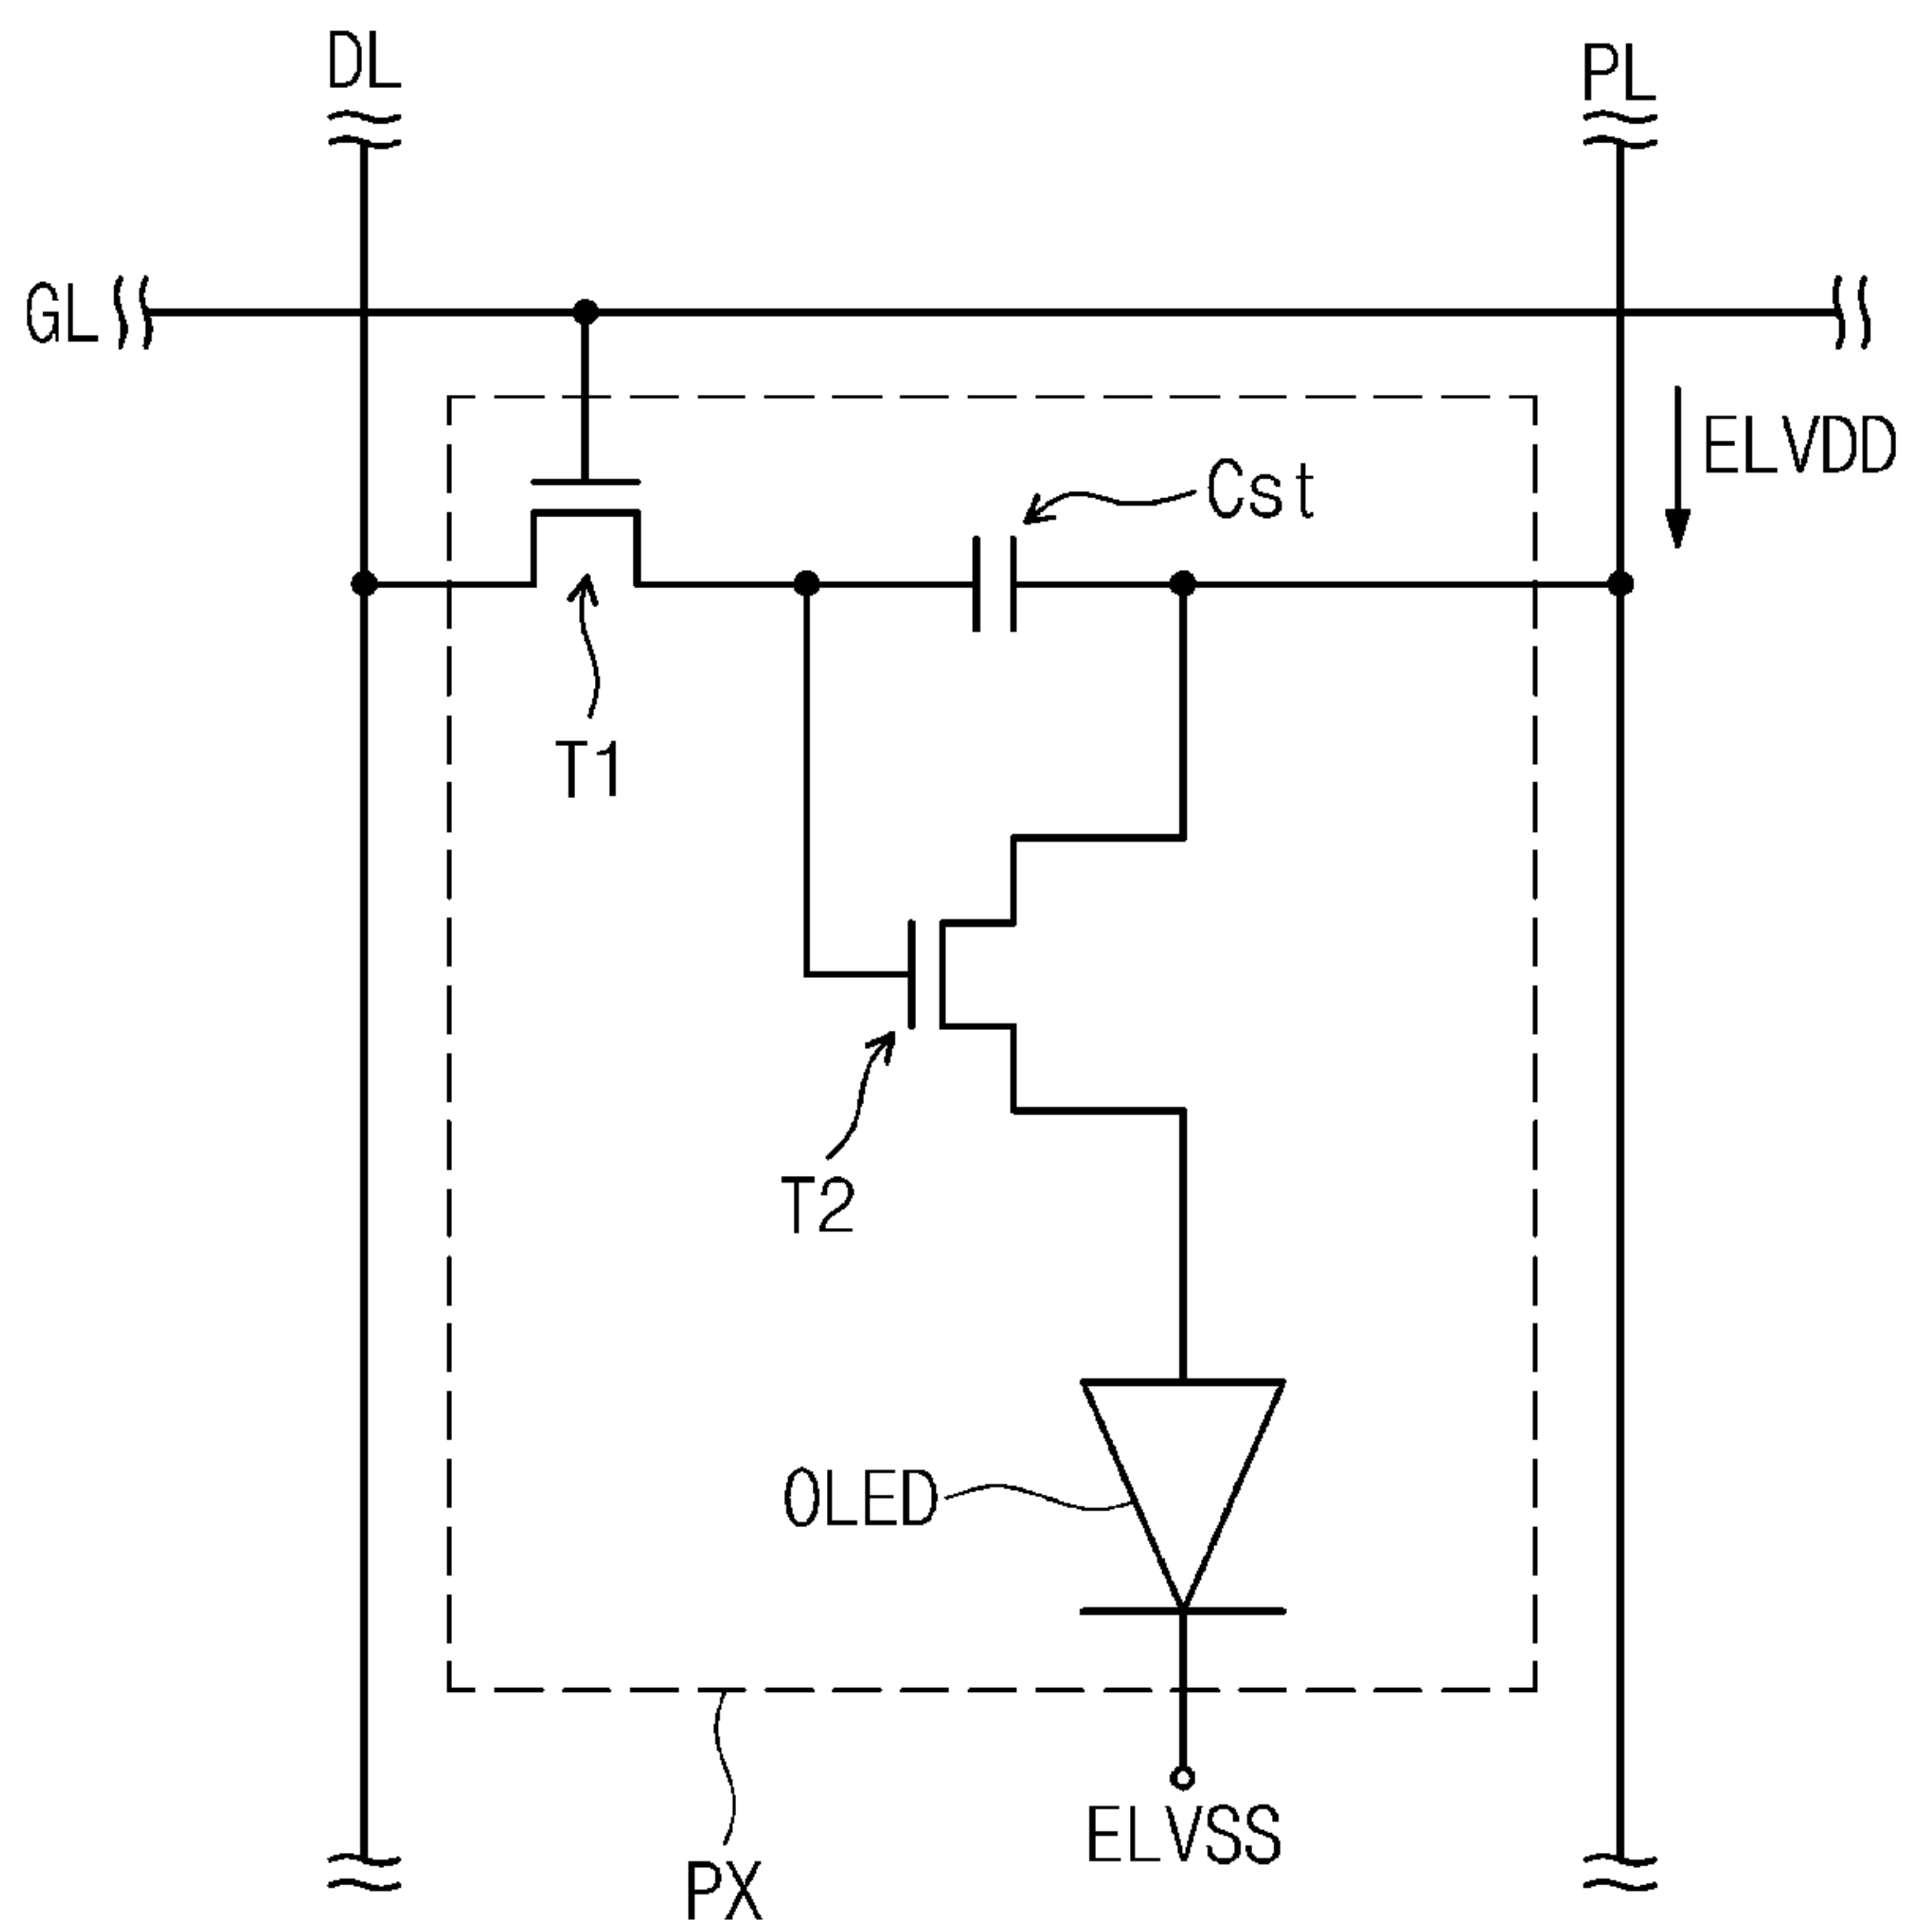 DL
PL
GL
ELVDD
Cst
T1
T2
OLED
ELVSS
PX